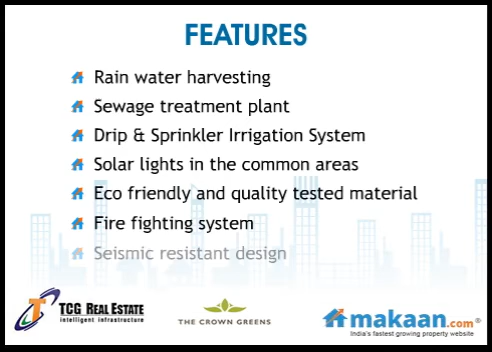 FEATURES
Rain water harvesting
Sewage treatment plant
Drip & Sprinkler Irrigation System
Solar lights in the common areas
Eco friendly and quality tested material
Fire fighting system
Seismic resistant design
TCG REAL ESTATE
intelligent infrastructure
THE CROWN GREENS
makaan.com®
India's fastest growing property website